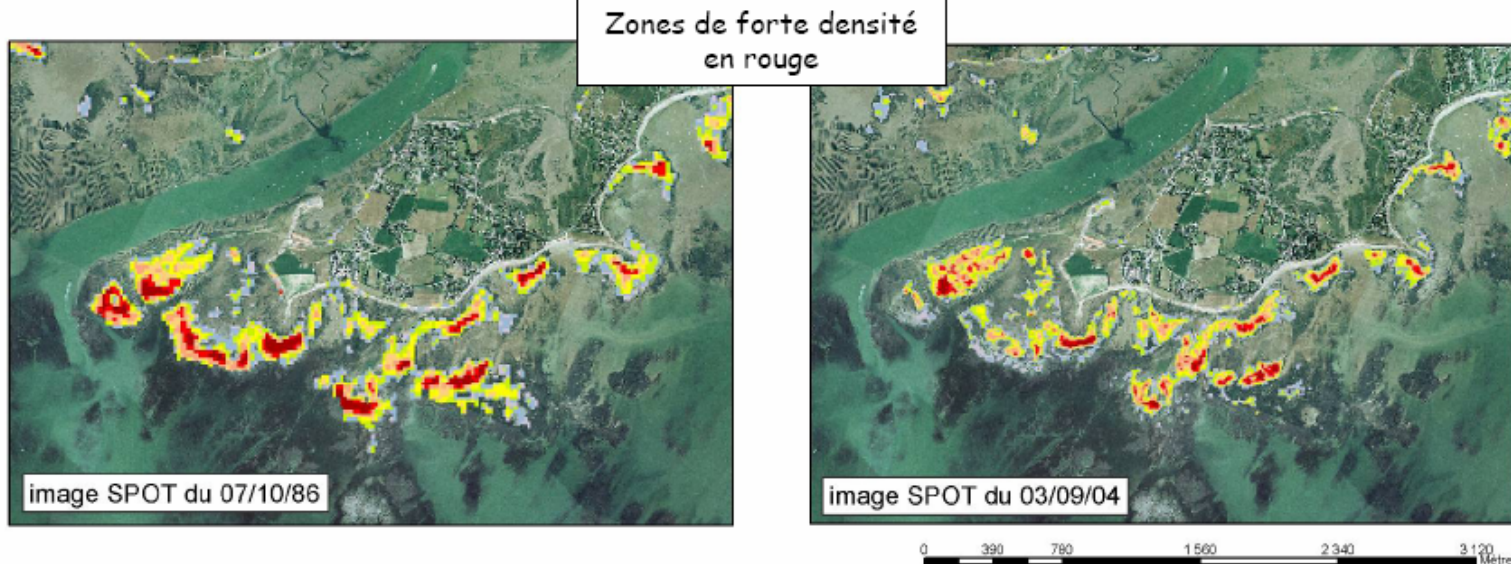 Zones de forte densité
en rouge
image SPOT du 07/10/86
image SPOT du 03/09/04
0 390 780 1 560 2 340 3 120
Mètre